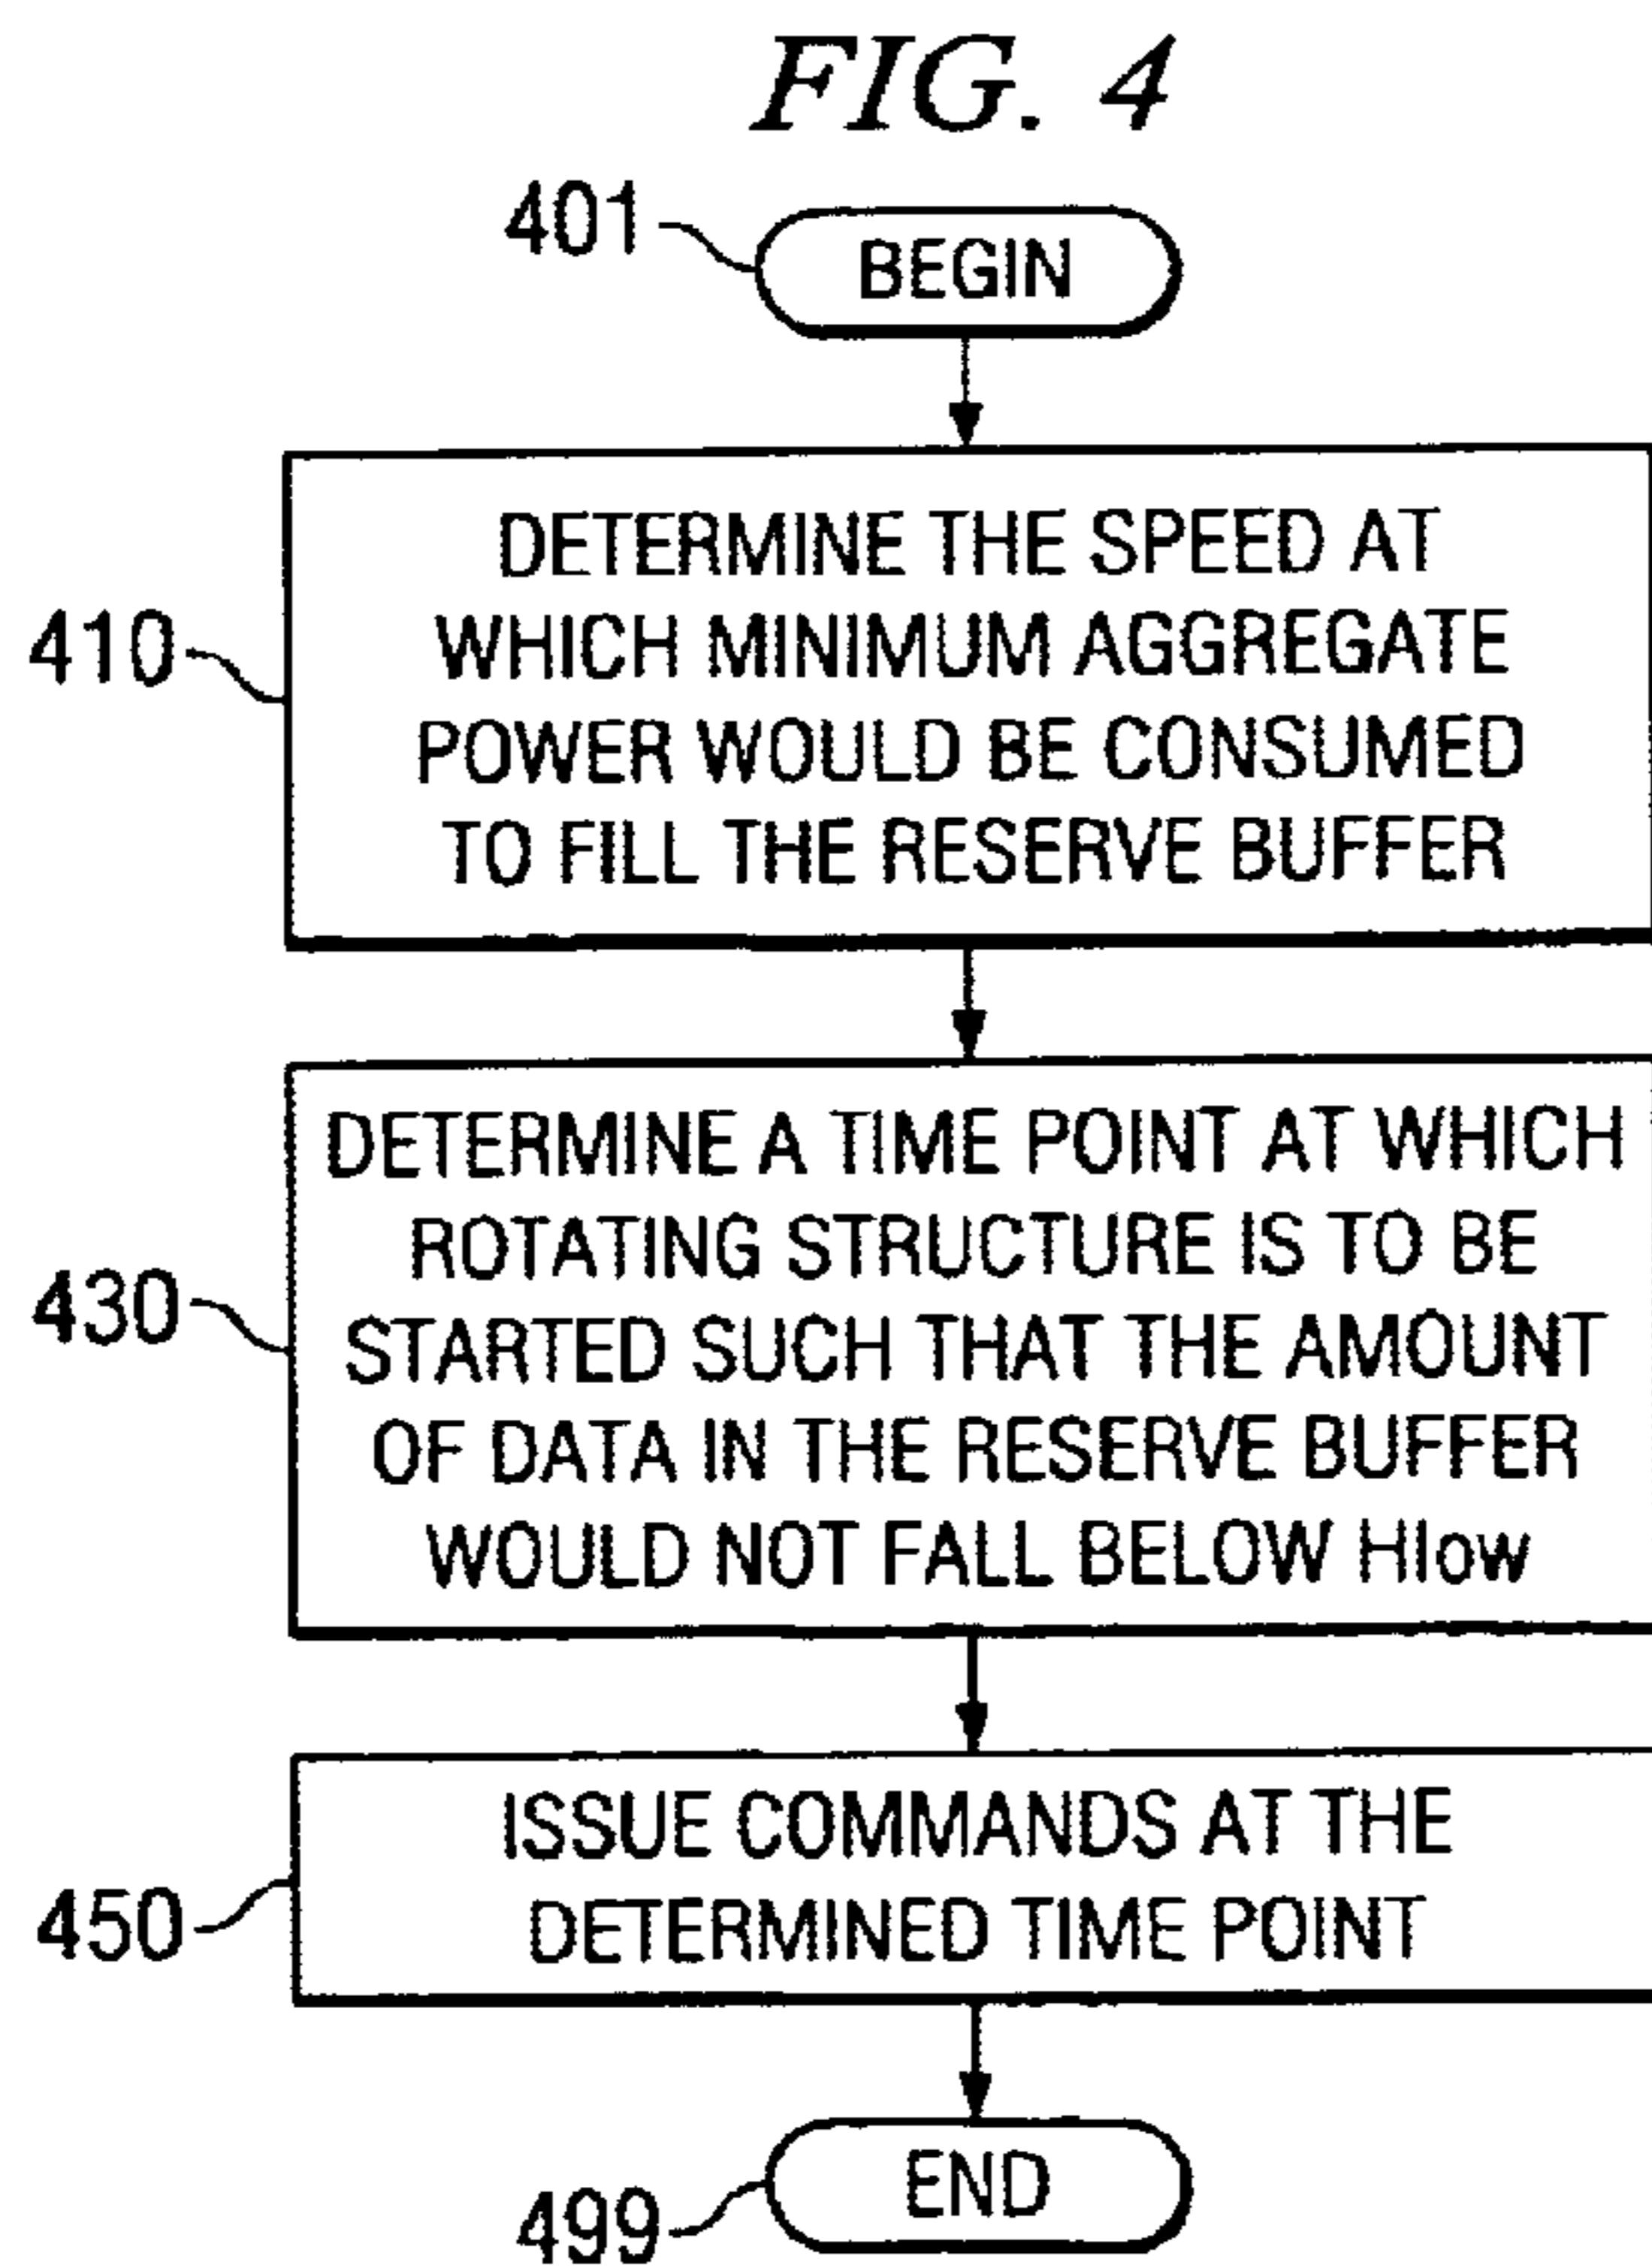 FIG. 4
401
BEGIN
410
DETERMINE THE SPEED AT
WHICH MINIMUM AGGREGATE
POWER WOULD BE CONSUMED
TO FILL THE RESERVE BUFFER
430
DETERMINE A TIME POINT AT WHICH
ROTATING STRUCTURE IS TO BE
STARTED SUCH THAT THE AMOUNT
OF DATA IN THE RESERVE BUFFER
WOULD NOT FALL BELOW Hlow
450
ISSUE COMMANDS AT THE
DETERMINED TIME POINT
499
END